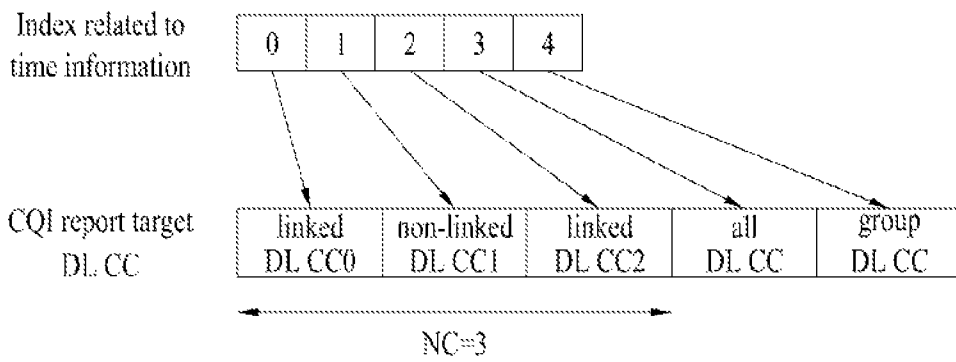 Index related to
time information
0 1 2 3 4
CQI report target
DL CC
linked
DL CC0
non-linked
DL CC1
linked
DL CC2
all
DL CC
group
DL CC
NC=3